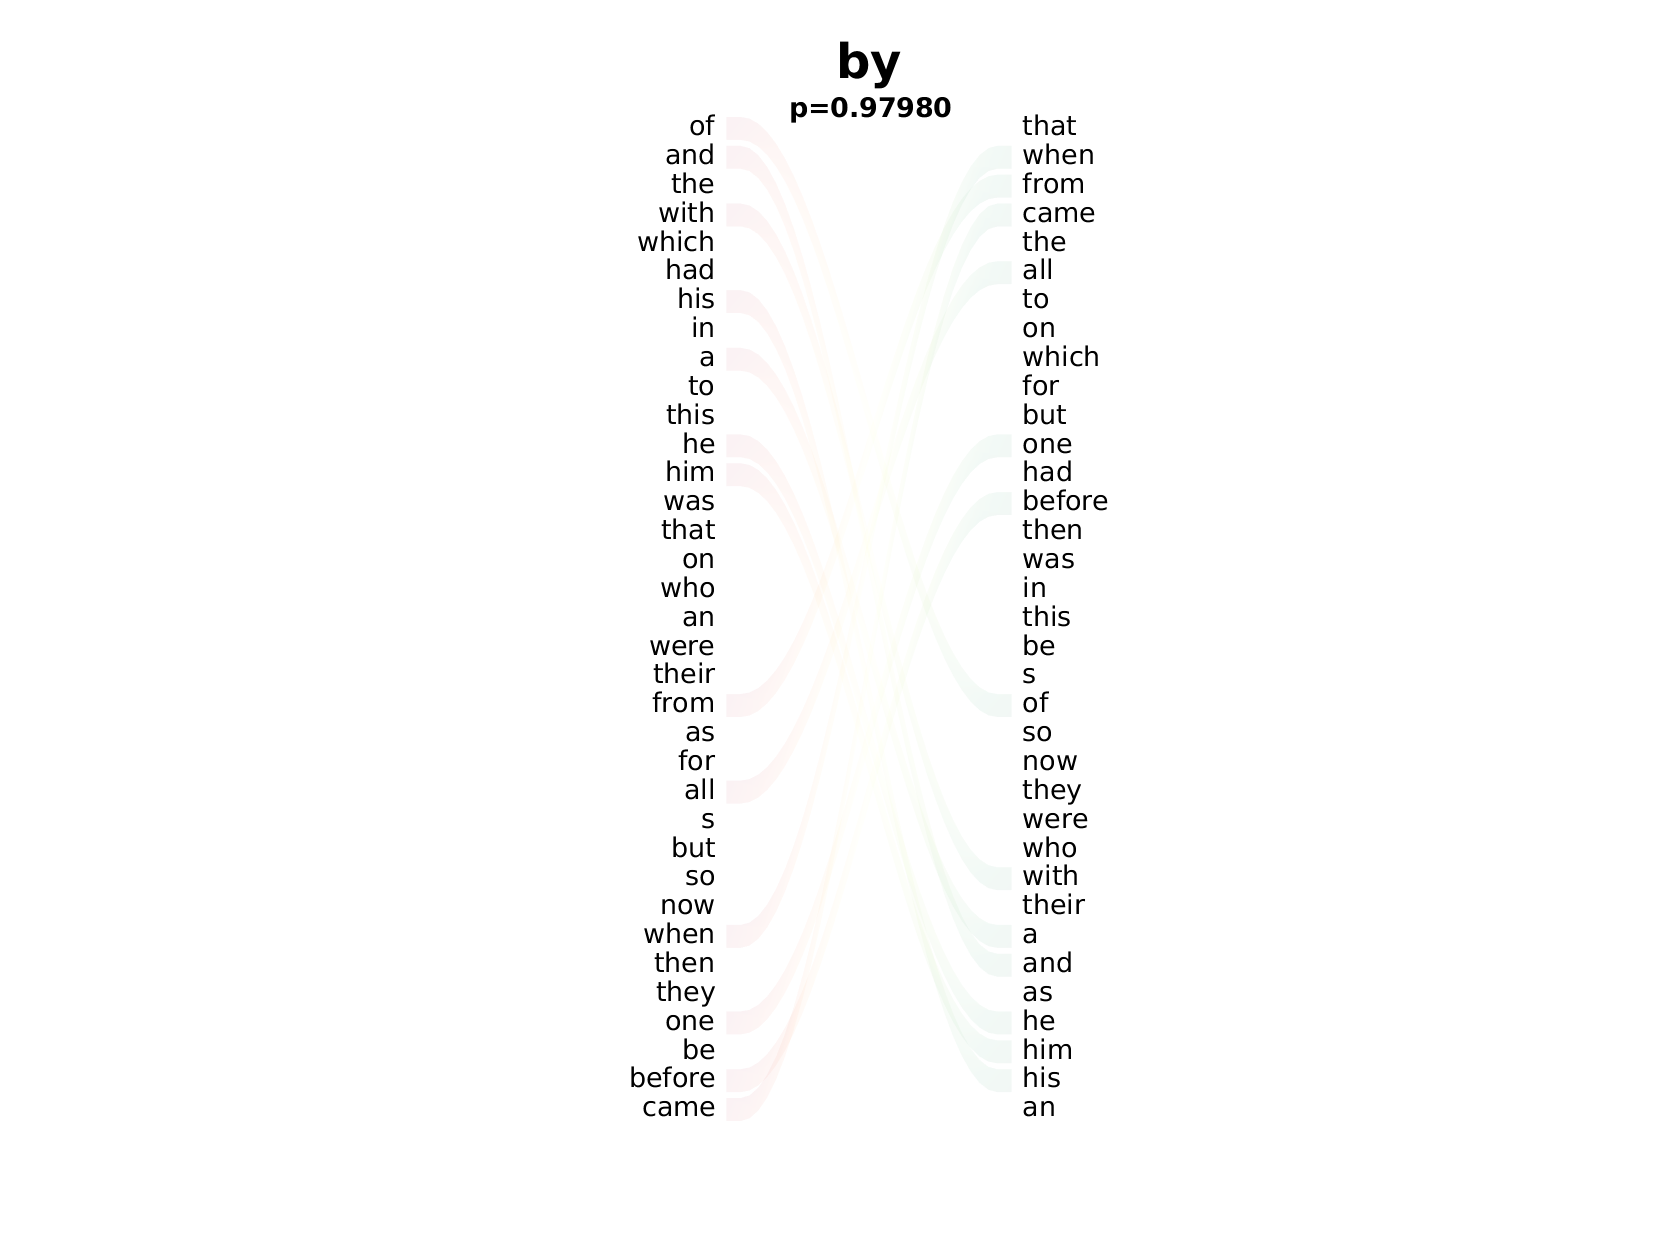 by
p=0.97980
of that
and when
the from
with came
which the
had all
his to
in on
a which
to for
this but
he one
him had
was before
that then
on was
who in
an this
were be
their s
from of
as so
for now
all they
s were
but who
so with
now their
when a
then and
they as
one he
be him
before his
came an